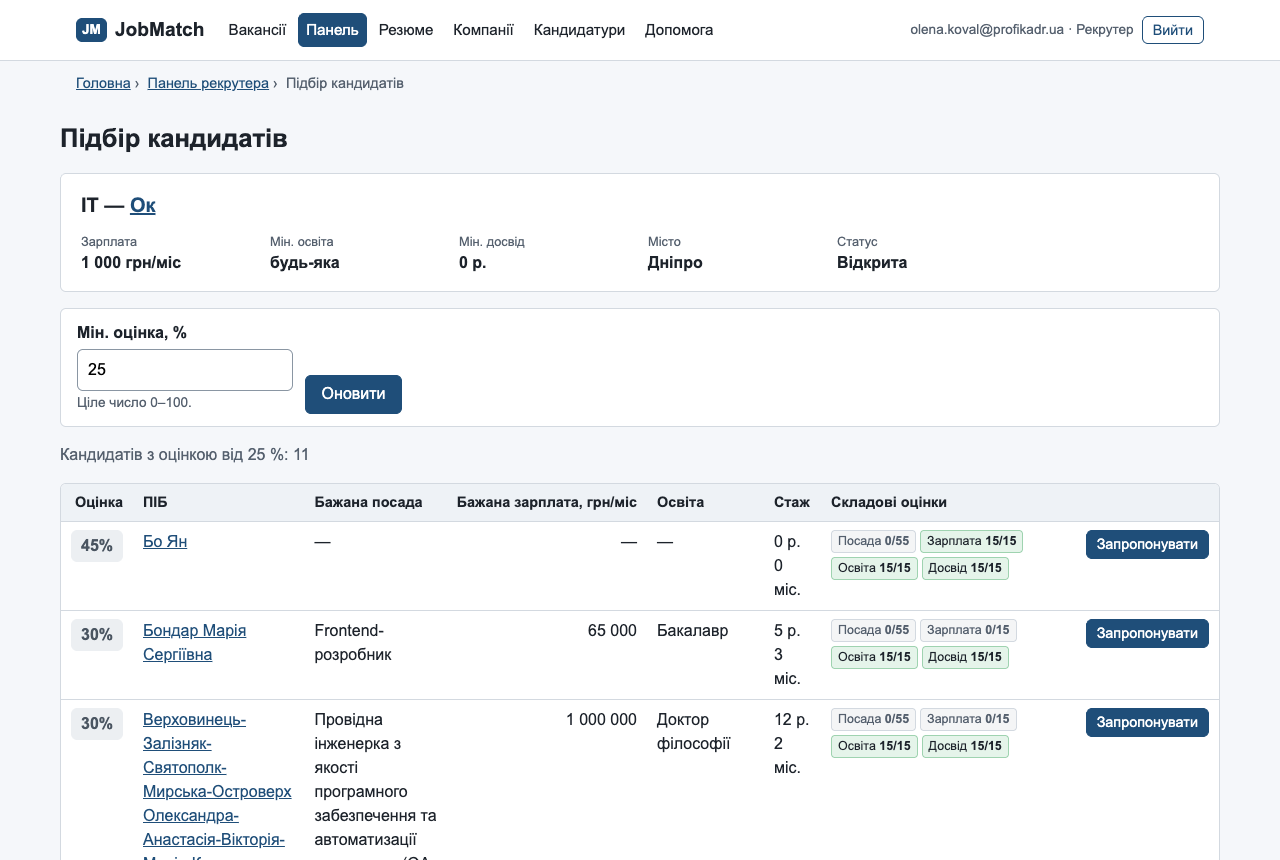 JM JobMatch Вакансії Панель Резюме Компанії Кандидатури Допомога olena.koval@profikadr.ua · Рекрутер Вийти
Головна › Панель рекрутера › Підбір кандидатів
Підбір кандидатів
IT — Ок
Зарплата Мін. освіта Мін. досвід Місто Статус
1 000 грн/міс будь-яка 0 р. Дніпро Відкрита
Мін. оцінка, %
25
Ціле число 0–100.
Оновити
Кандидатів з оцінкою від 25 %: 11
Оцінка ПІБ Бажана посада Бажана зарплата, грн/міс Освіта Стаж Складові оцінки
45% Бо Ян — — — 0 р. Посада 0/55 Зарплата 15/15 Запропонувати
0 Освіта 15/15 Досвід 15/15
міс.
30% Бондар Марія Frontend- 65 000 Бакалавр 5 р. Посада 0/55 Зарплата 0/15 Запропонувати
Сергіївна розробник 3 Освіта 15/15 Досвід 15/15
міс.
30% Верховинець- Провідна 1 000 000 Доктор 12 р. Посада 0/55 Зарплата 0/15 Запропонувати
Залізняк- інженерка з філософії 2 Освіта 15/15 Досвід 15/15
Святополк- якості міс.
Мирська-Островерх програмного
Олександра- забезпечення та
Анастасія-Вікторія- автоматизації